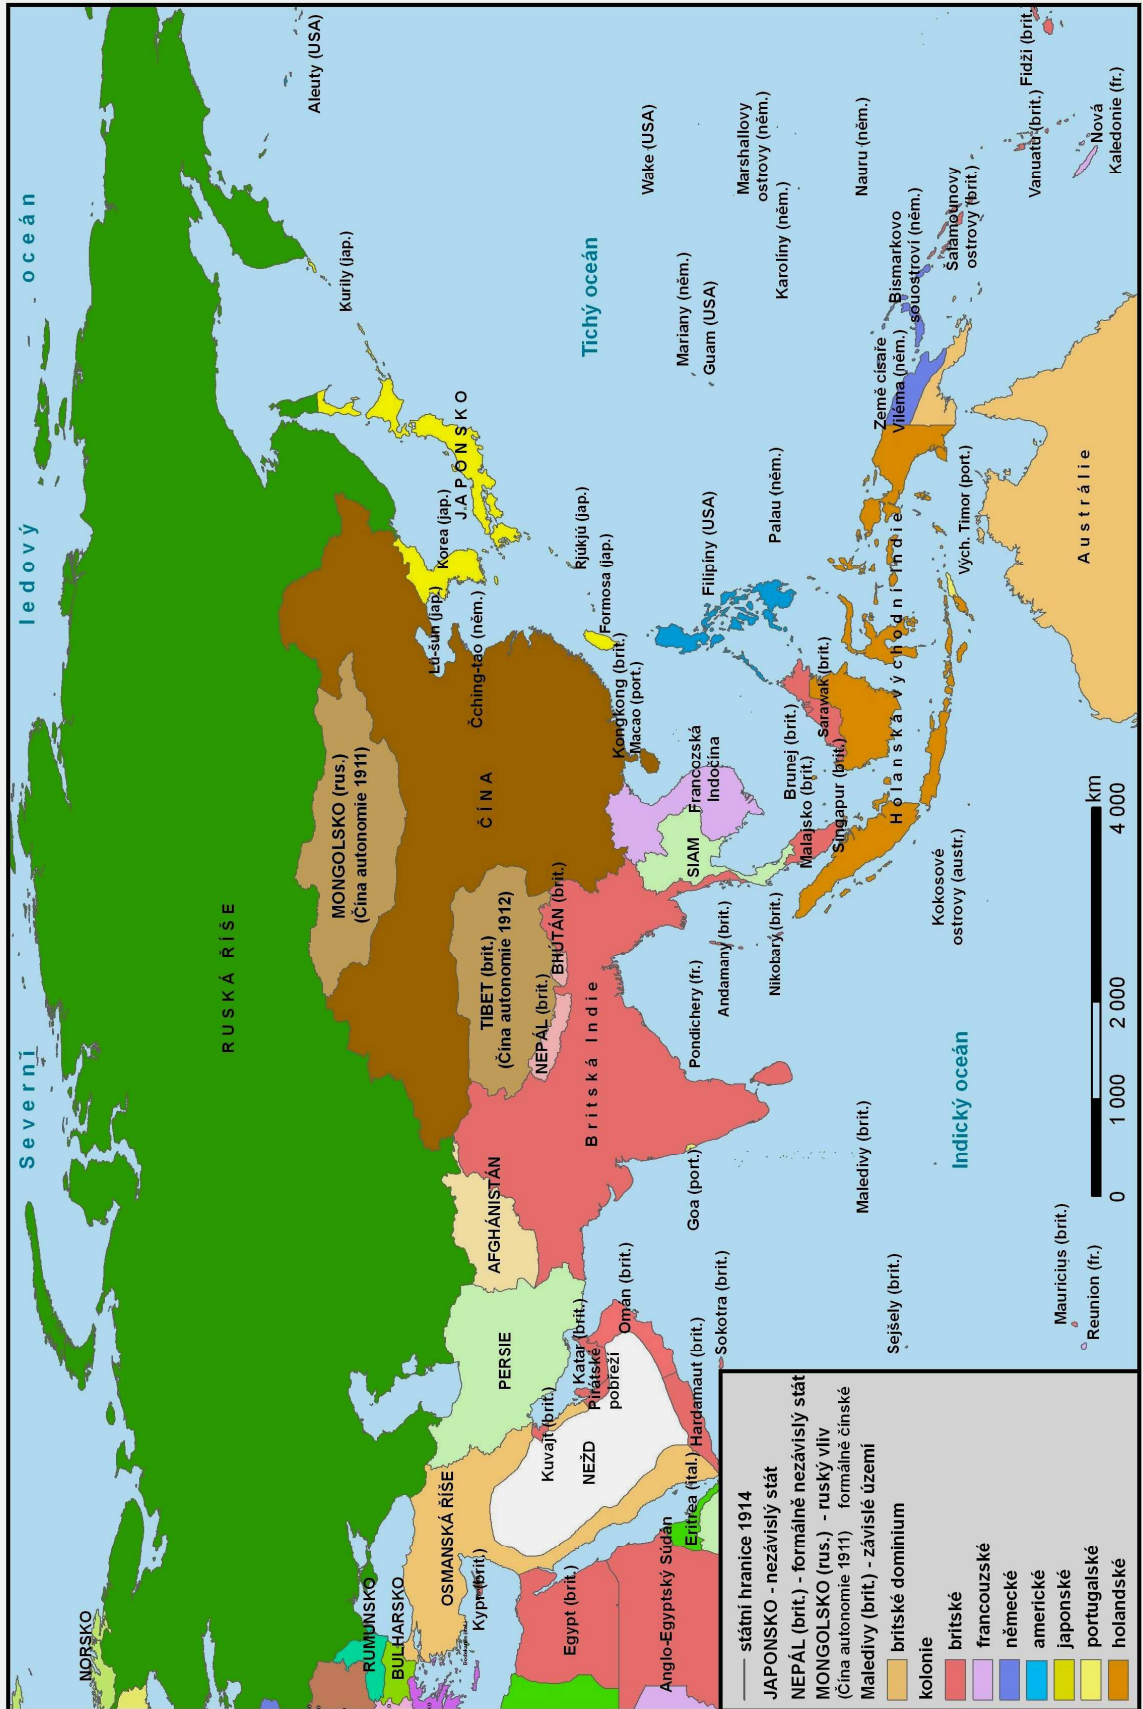 Severní ledový oceán
Aleuty (USA)
Kurily (jap.)
RUSKÁ ŘÍŠE
NORSKO
MONGOLSKO (rus.)
(Čína autonomie 1911)
JAPONSKO
Korea (jap.)
Lü-šun (jap.)
Čching-tao (něm.)
ČÍNA
TIBET (brit.)
(Čína autonomie 1912)
NEPÁL (brit.)
BHÚTÁN (brit.)
AFGHÁNISTÁN
PERSIE
OSMANSKÁ ŘÍŠE
RUMUNSKO
BULHARSKO
Kypr (brit.)
Kuvajt (brit.)
NEŽD
Katar (brit.)
Pirátské
pobřeží
Omán (brit.)
Hardamaut (brit.)
Sokotra (brit.)
Egypt (brit.)
Anglo-Egyptský Súdán
Eritrea (ital.)
Britská Indie
Goa (port.)
Pondichery (fr.)
Andamany (brit.)
Nikobary (brit.)
Maledivy (brit.)
Sejšely (brit.)
Mauricius (brit.)
Reunion (fr.)
Indický oceán
Tichý oceán
Rjúkjú (jap.)
Formosa (jap.)
Kongkong (brit.)
Macao (port.)
Francozská
Indočína
SIAM
Filipiny (USA)
Palau (něm.)
Brunej (brit.)
Sarawak (brit.)
Malajsko (brit.)
Singapur (brit.)
Holanská východní Indie
Vých. Timor (port.)
Kokosové
ostrovy (austr.)
Austrálie
Wake (USA)
Mariany (něm.)
Guam (USA)
Marshallovy
ostrovy (něm.)
Karoliny (něm.)
Nauru (něm.)
Země císaře
Viléma (něm.)
Bismarkovo
souostroví (něm.)
Šalamounovy
ostrovy (brit.)
Vanuatu (brit.)
Fidži (brit.)
Nová
Kaledonie (fr.)
0 1 000 2 000 4 000 km
státní hranice 1914
JAPONSKO - nezávislý stát
NEPÁL (brit.) - formálně nezávislý stát
MONGOLSKO (rus.) - ruský vliv
(Čína autonomie 1911) formálně čínské
Maledivy (brit.) - závislé území
britské dominium
kolonie
britské
francouzské
německé
americké
japonské
portugalské
holandské